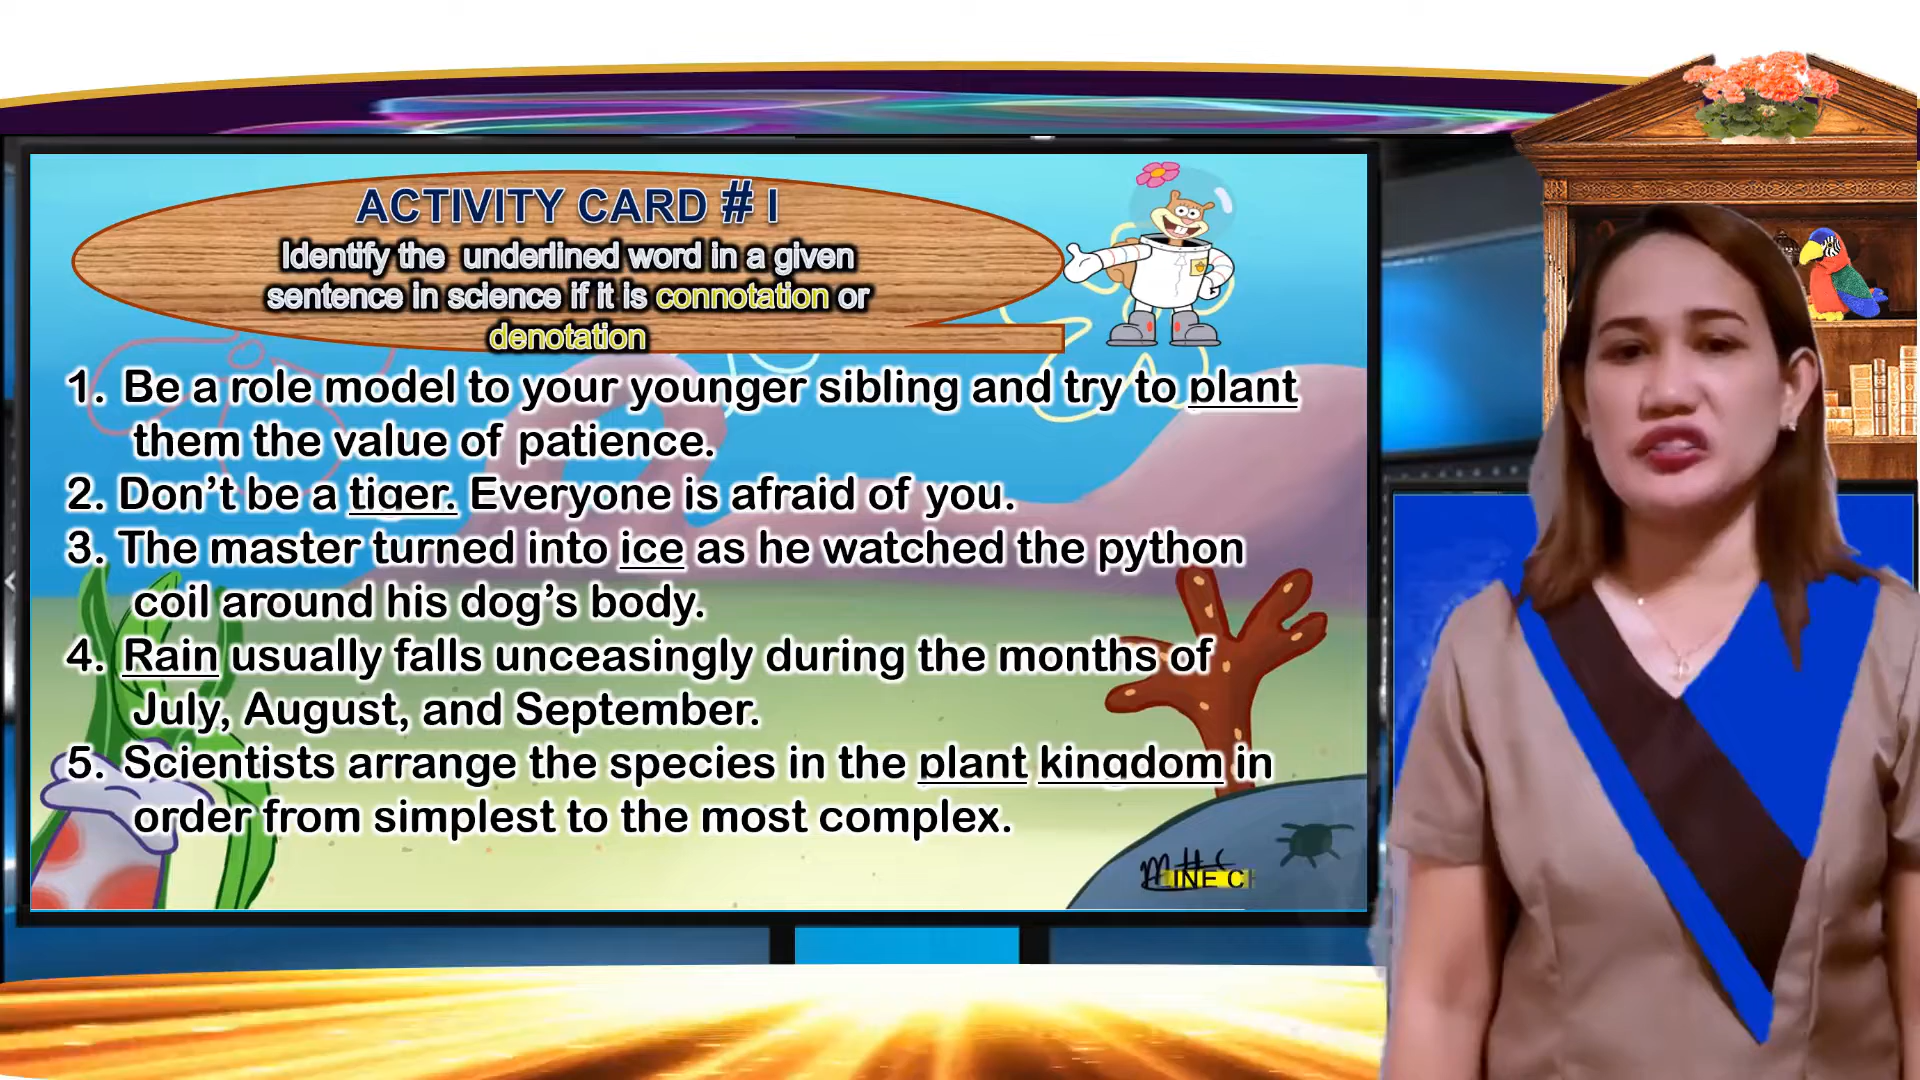 ACTIVITY CARD # I
Identify the underlined word in a given
sentence in science if it is connotation or
denotation
1. Be a role model to your younger sibling and try to plant
them the value of patience.
2. Don't be a tiger. Everyone is afraid of you.
3. The master turned into ice as he watched the python
coil around his dog's body.
4. Rain usually falls unceasingly during the months of
July, August, and September.
5. Scientists arrange the species in the plant kingdom in
order from simplest to the most complex.
INE C